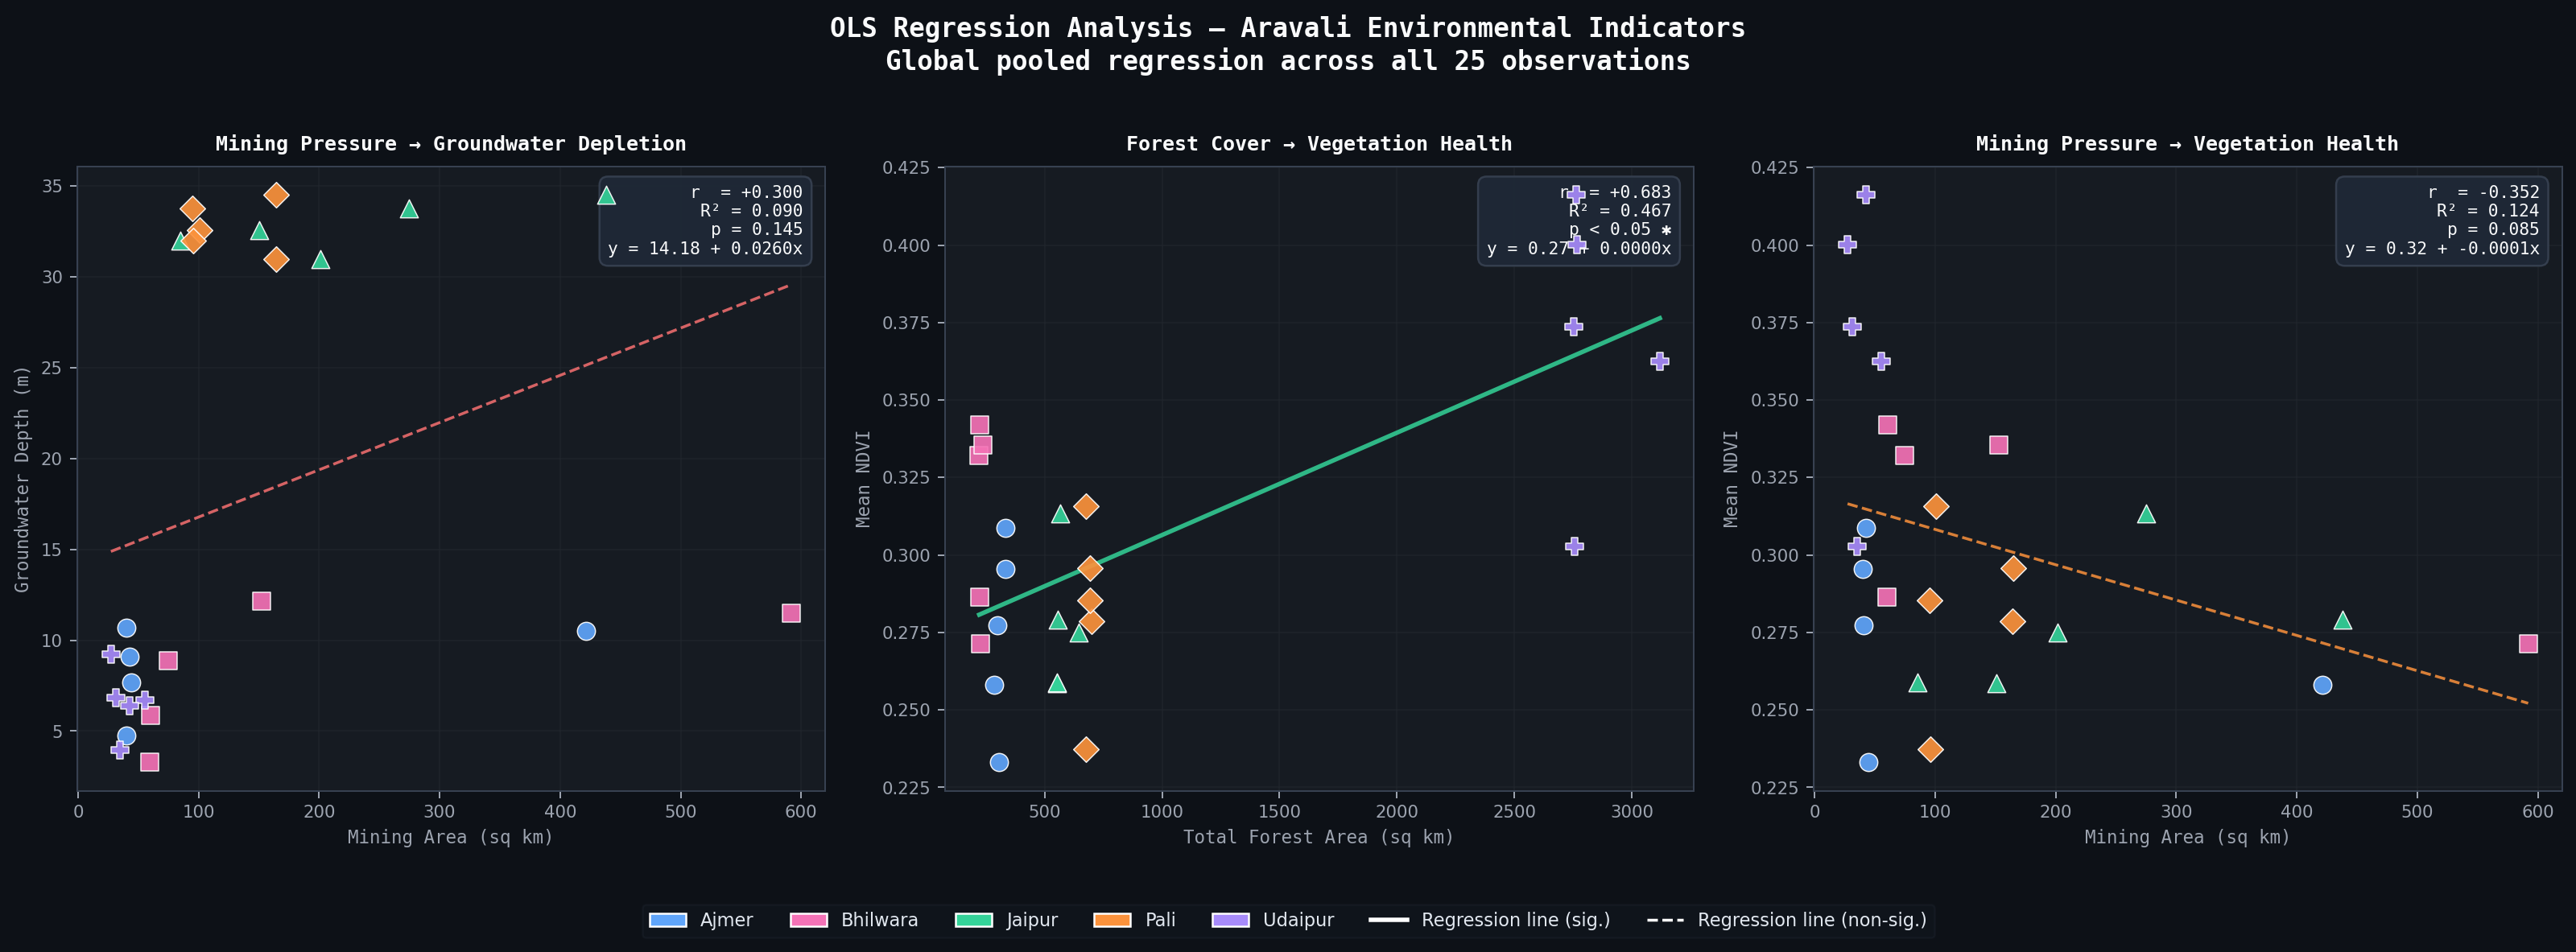 OLS Regression Analysis — Aravali Environmental Indicators
Global pooled regression across all 25 observations
Mining Pressure → Groundwater Depletion
35
30
25
20
15
10
5
Groundwater Depth (m)
r = +0.300
R² = 0.090
p = 0.145
y = 14.18 + 0.0260x
0 100 200 300 400 500 600
Mining Area (sq km)
Forest Cover → Vegetation Health
0.425
0.400
0.375
0.350
0.325
0.300
0.275
0.250
0.225
Mean NDVI
r = +0.683
R² = 0.467
p < 0.05 ✱
y = 0.27 + 0.0000x
500 1000 1500 2000 2500 3000
Total Forest Area (sq km)
Mining Pressure → Vegetation Health
0.425
0.400
0.375
0.350
0.325
0.300
0.275
0.250
0.225
Mean NDVI
r = -0.352
R² = 0.124
p = 0.085
y = 0.32 + -0.0001x
0 100 200 300 400 500 600
Mining Area (sq km)
Ajmer Bhilwara Jaipur Pali Udaipur Regression line (sig.) Regression line (non-sig.)